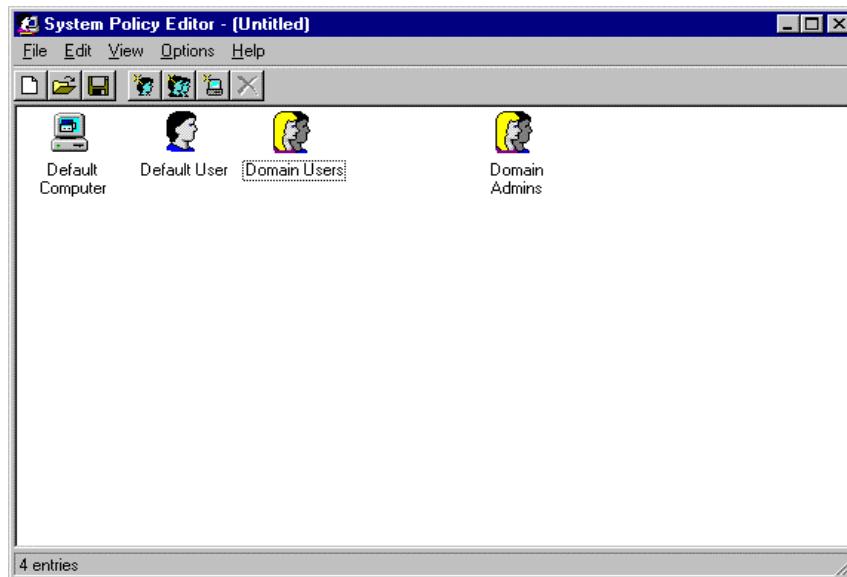 System Policy Editor - (Untitled)
File Edit View Options Help
Default Computer
Default User
Domain Users
Domain Admins
4 entries